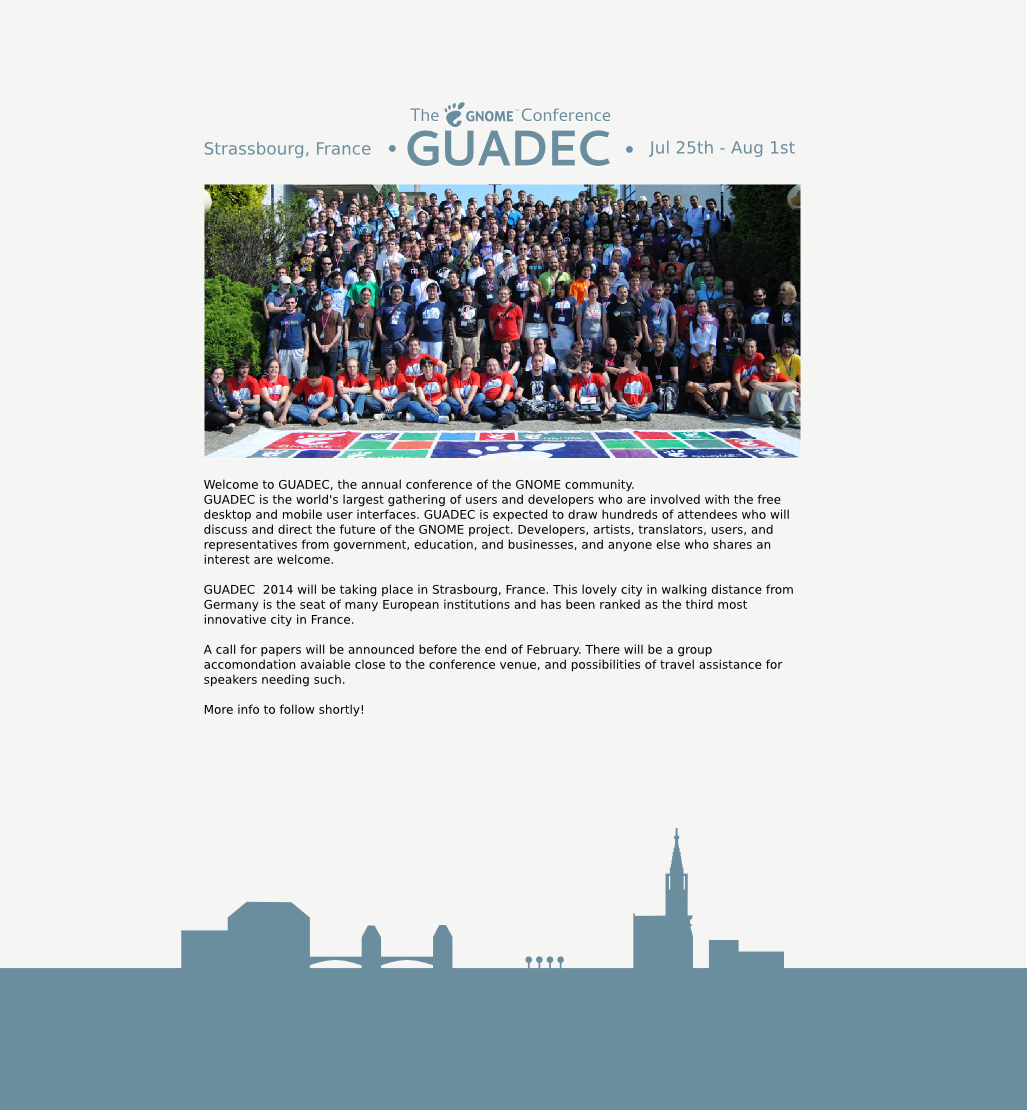 The GNOME™ Conference
Strassbourg, France • GUADEC • Jul 25th - Aug 1st
Welcome to GUADEC, the annual conference of the GNOME community.
GUADEC is the world's largest gathering of users and developers who are involved with the free
desktop and mobile user interfaces. GUADEC is expected to draw hundreds of attendees who will
discuss and direct the future of the GNOME project. Developers, artists, translators, users, and
representatives from government, education, and businesses, and anyone else who shares an
interest are welcome.
GUADEC  2014 will be taking place in Strasbourg, France. This lovely city in walking distance from
Germany is the seat of many European institutions and has been ranked as the third most
innovative city in France.
A call for papers will be announced before the end of February. There will be a group
accomondation avaiable close to the conference venue, and possibilities of travel assistance for
speakers needing such.
More info to follow shortly!